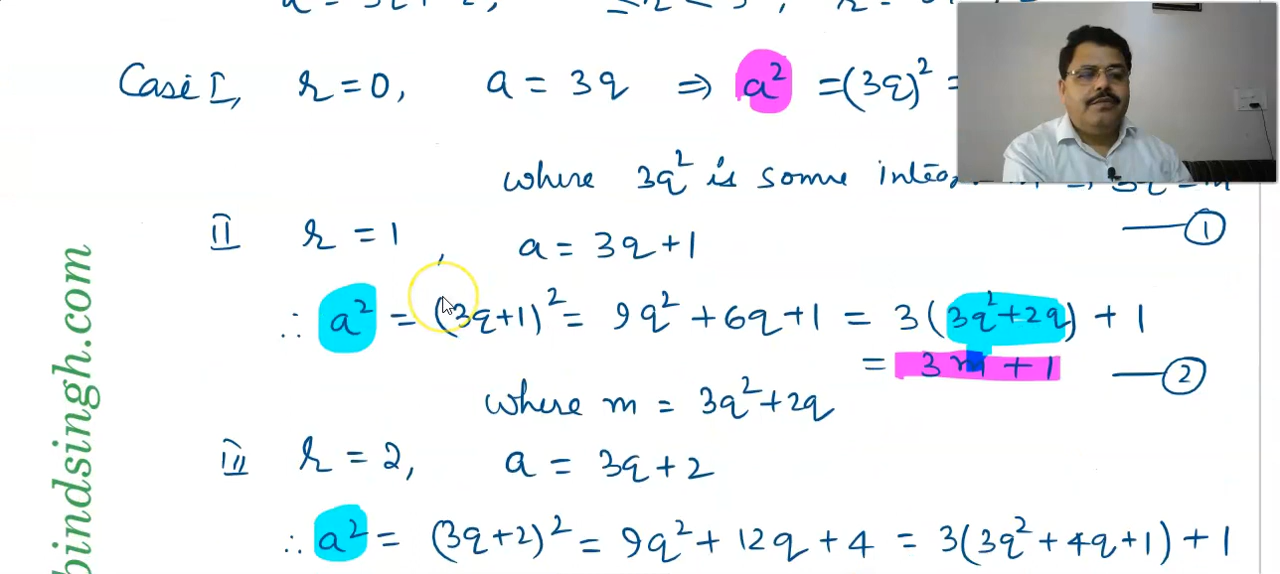 Case I, r = 0, a = 3q ⇒ a² = (3q)² =
where 3q² is some
II r = 1, a = 3q + 1 — ①
∴ a² = (3q+1)² = 9q² + 6q + 1 = 3(3q² + 2q) + 1
= 3m + 1 — ②
where m = 3q² + 2q
III r = 2, a = 3q + 2
∴ a² = (3q+2)² = 9q² + 12q + 4 = 3(3q² + 4q + 1) + 1
bindsingh.com